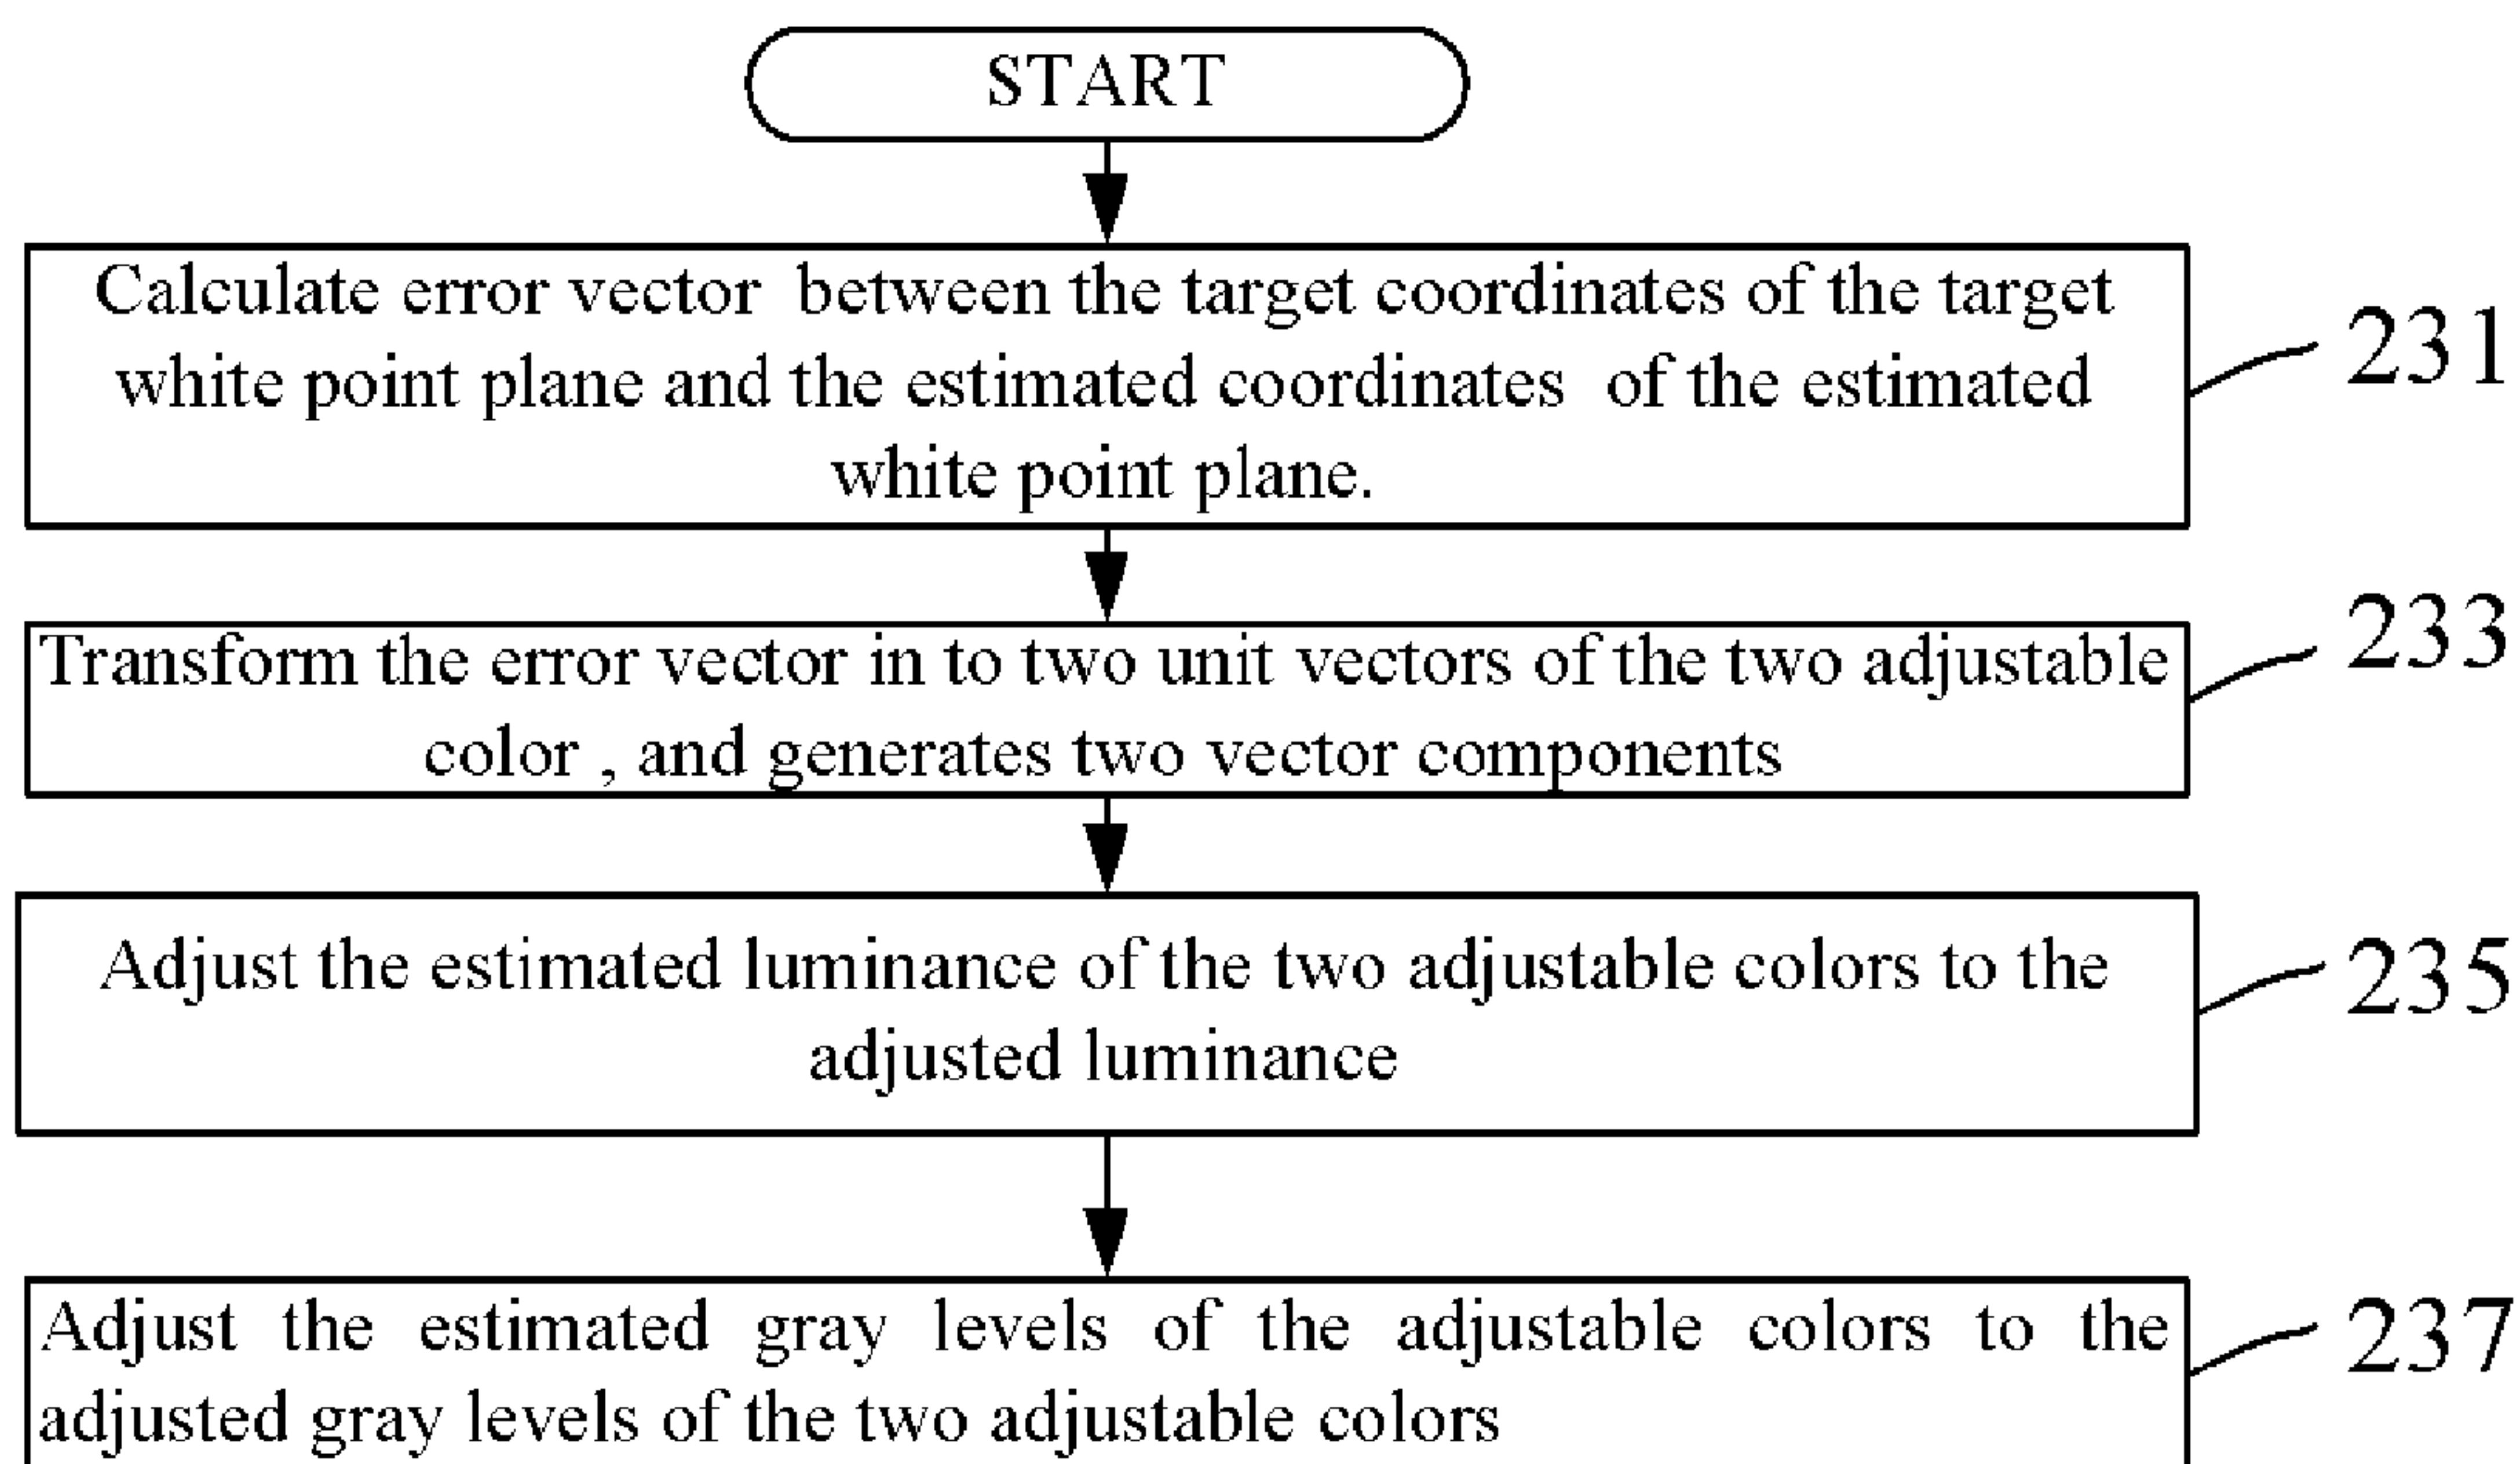 START
Calculate error vector between the target coordinates of the target
white point plane and the estimated coordinates of the estimated
white point plane.
231
Transform the error vector in to two unit vectors of the two adjustable
color , and generates two vector components
233
Adjust the estimated luminance of the two adjustable colors to the
adjusted luminance
235
Adjust the estimated gray levels of the adjustable colors to the
adjusted gray levels of the two adjustable colors
237